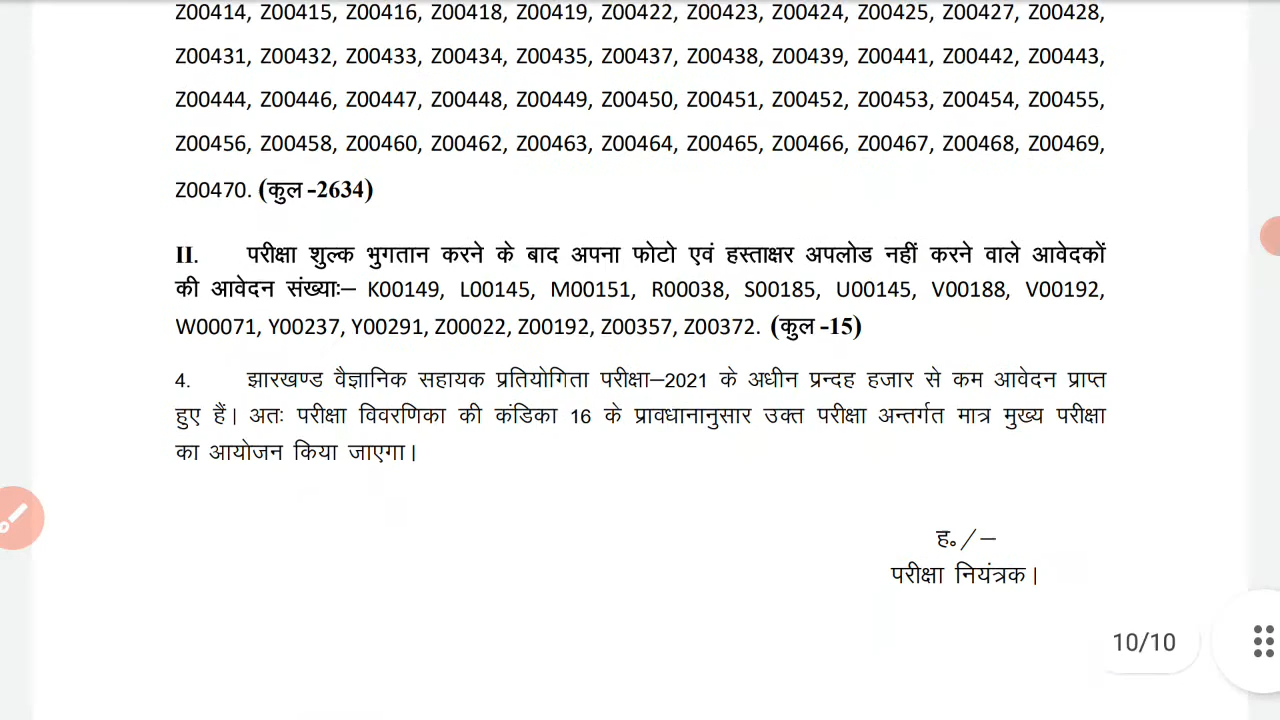 Z00414, Z00415, Z00416, Z00418, Z00419, Z00422, Z00423, Z00424, Z00425, Z00427, Z00428,
Z00431, Z00432, Z00433, Z00434, Z00435, Z00437, Z00438, Z00439, Z00441, Z00442, Z00443,
Z00444, Z00446, Z00447, Z00448, Z00449, Z00450, Z00451, Z00452, Z00453, Z00454, Z00455,
Z00456, Z00458, Z00460, Z00462, Z00463, Z00464, Z00465, Z00466, Z00467, Z00468, Z00469,
Z00470. (कुल -2634)
II. परीक्षा शुल्क भुगतान करने के बाद अपना फोटो एवं हस्ताक्षर अपलोड नहीं करने वाले आवेदकों
की आवेदन संख्याः– K00149, L00145, M00151, R00038, S00185, U00145, V00188, V00192,
W00071, Y00237, Y00291, Z00022, Z00192, Z00357, Z00372. (कुल -15)
4. झारखण्ड वैज्ञानिक सहायक प्रतियोगिता परीक्षा–2021 के अधीन प्रन्दह हजार से कम आवेदन प्राप्त
हुए हैं। अतः परीक्षा विवरणिका की कंडिका 16 के प्रावधानानुसार उक्त परीक्षा अन्तर्गत मात्र मुख्य परीक्षा
का आयोजन किया जाएगा।
ह॰/–
परीक्षा नियंत्रक।
10/10